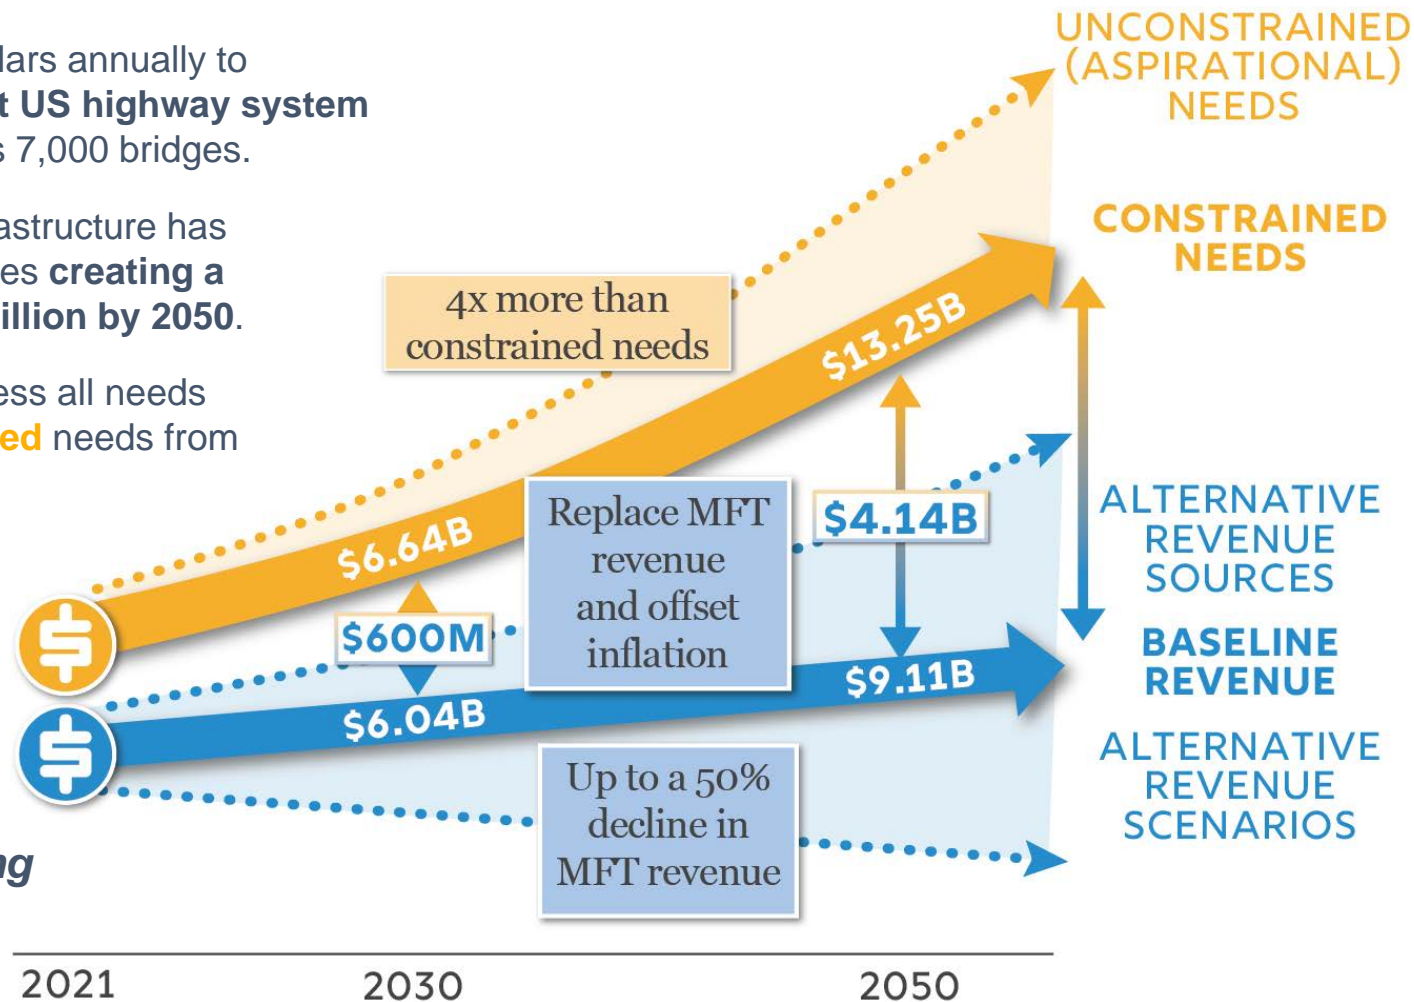 lars annually to
t US highway system
s 7,000 bridges.
astructure has
es creating a
illion by 2050.
ess all needs
ed needs from
ng
UNCONSTRAINED
(ASPIRATIONAL)
NEEDS
CONSTRAINED
NEEDS
4x more than
constrained needs
$13.25B
$6.64B
Replace MFT
revenue
and offset
inflation
$4.14B
$600M
ALTERNATIVE
REVENUE
SOURCES
BASELINE
REVENUE
$9.11B
$6.04B
Up to a 50%
decline in
MFT revenue
ALTERNATIVE
REVENUE
SCENARIOS
2021
2030
2050